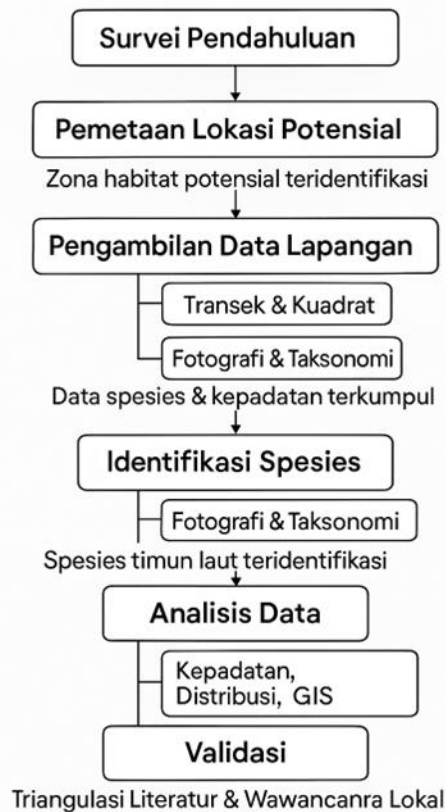 Survei Pendahuluan
Pemetaan Lokasi Potensial
Zona habitat potensial teridentifikasi
Pengambilan Data Lapangan
Transek & Kuadrat
Fotografi & Taksonomi
Data spesies & kepadatan terkumpul
Identifikasi Spesies
Fotografi & Taksonomi
Spesies timun laut teridentifikasi
Analisis Data
Kepadatan,
Distribusi, GIS
Validasi
Triangulasi Literatur & Wawancanra Lokal